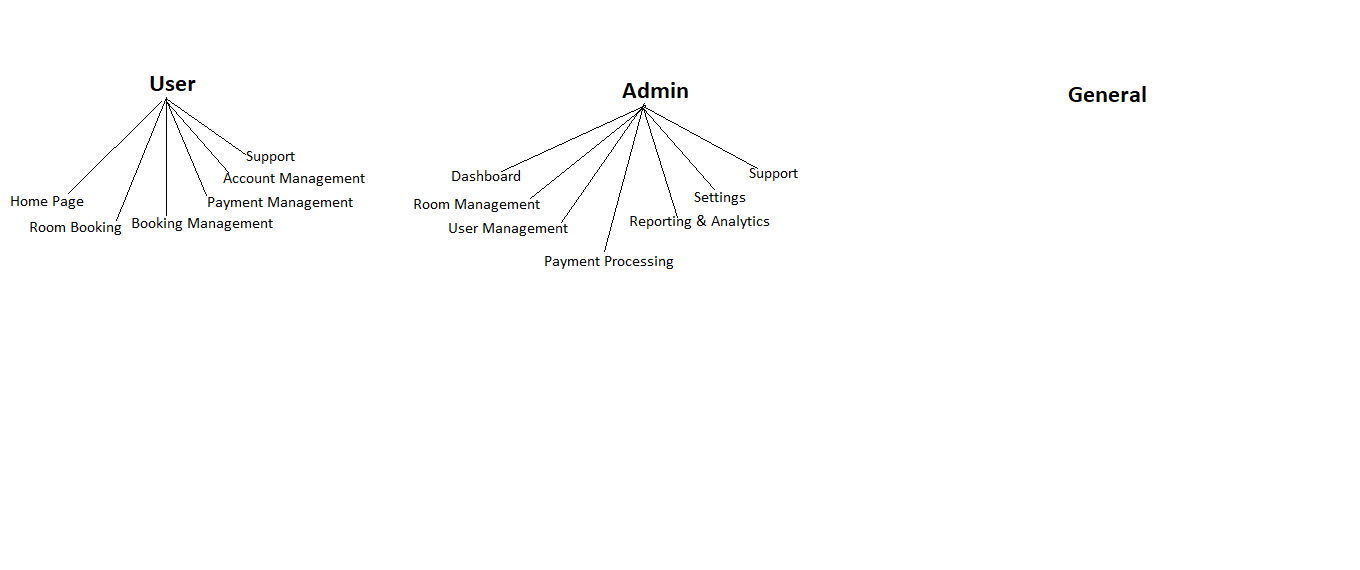 User
Support
Account Management
Home Page
Payment Management
Room Booking
Booking Management
Admin
Dashboard
Support
Room Management
Settings
User Management
Reporting & Analytics
Payment Processing
General